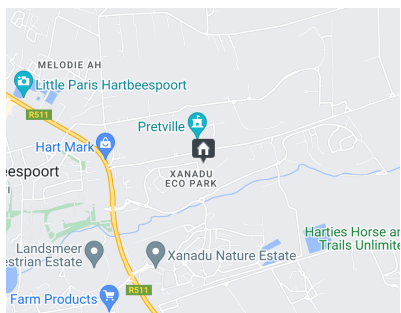 MELODIE AH
Little Paris Hartbeespoort
R511
Pretville
Hart Mark
eespoort
XANADU
ECO PARK
Harties Horse an
Trails Unlimite
Landsmeer
estrian Estate
Xanadu Nature Estate
R511
Farm Products